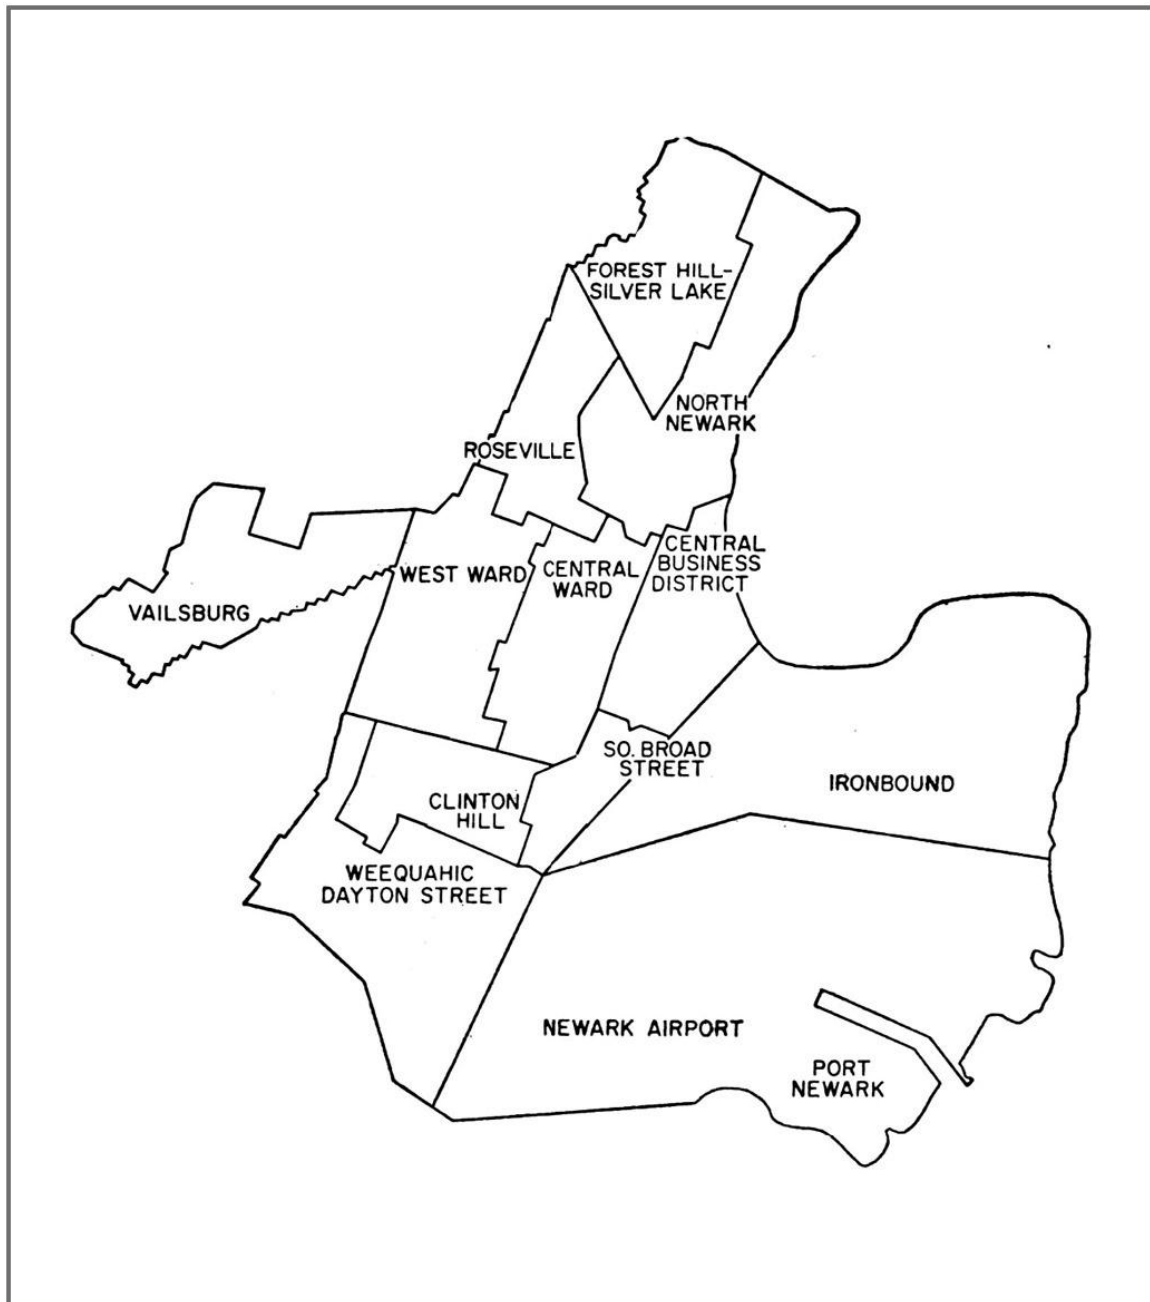 FOREST HILL-
SILVER LAKE
NORTH
NEWARK
ROSEVILLE
CENTRAL
BUSINESS
DISTRICT
WEST WARD
CENTRAL
WARD
VAILSBURG
SO. BROAD
STREET
IRONBOUND
CLINTON
HILL
WEEQUAHIC
DAYTON STREET
NEWARK AIRPORT
PORT
NEWARK